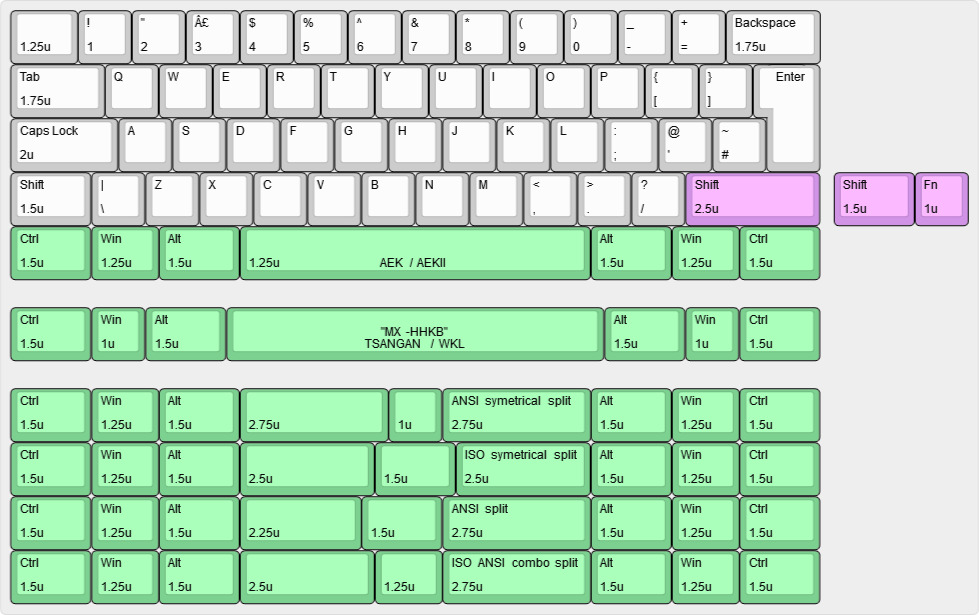 ! " Â£ $ % ^ & * ( ) _ + Backspace
1.25u 1 2 3 4 5 6 7 8 9 0 - = 1.75u
Tab Q W E R T Y U I O P { } Enter
1.75u [ ]
Caps Lock A S D F G H J K L : @ ~
2u ; ' #
Shift | Z X C V B N M < > ? Shift Shift Fn
1.5u \ , . / 2.5u 1.5u 1u
Ctrl Win Alt Alt Win Ctrl
1.5u 1.25u 1.5u 1.25u AEK / AEKII 1.5u 1.25u 1.5u
Ctrl Win Alt Alt Win Ctrl
"MX -HHKB"
1.5u 1u 1.5u TSANGAN / WKL 1.5u 1u 1.5u
Ctrl Win Alt ANSI symetrical split Alt Win Ctrl
1.5u 1.25u 1.5u 2.75u 1u 2.75u 1.5u 1.25u 1.5u
Ctrl Win Alt ISO symetrical split Alt Win Ctrl
1.5u 1.25u 1.5u 2.5u 1.5u 2.5u 1.5u 1.25u 1.5u
Ctrl Win Alt ANSI split Alt Win Ctrl
1.5u 1.25u 1.5u 2.25u 1.5u 2.75u 1.5u 1.25u 1.5u
Ctrl Win Alt ISO ANSI combo split Alt Win Ctrl
1.5u 1.25u 1.5u 2.5u 1.25u 2.75u 1.5u 1.25u 1.5u